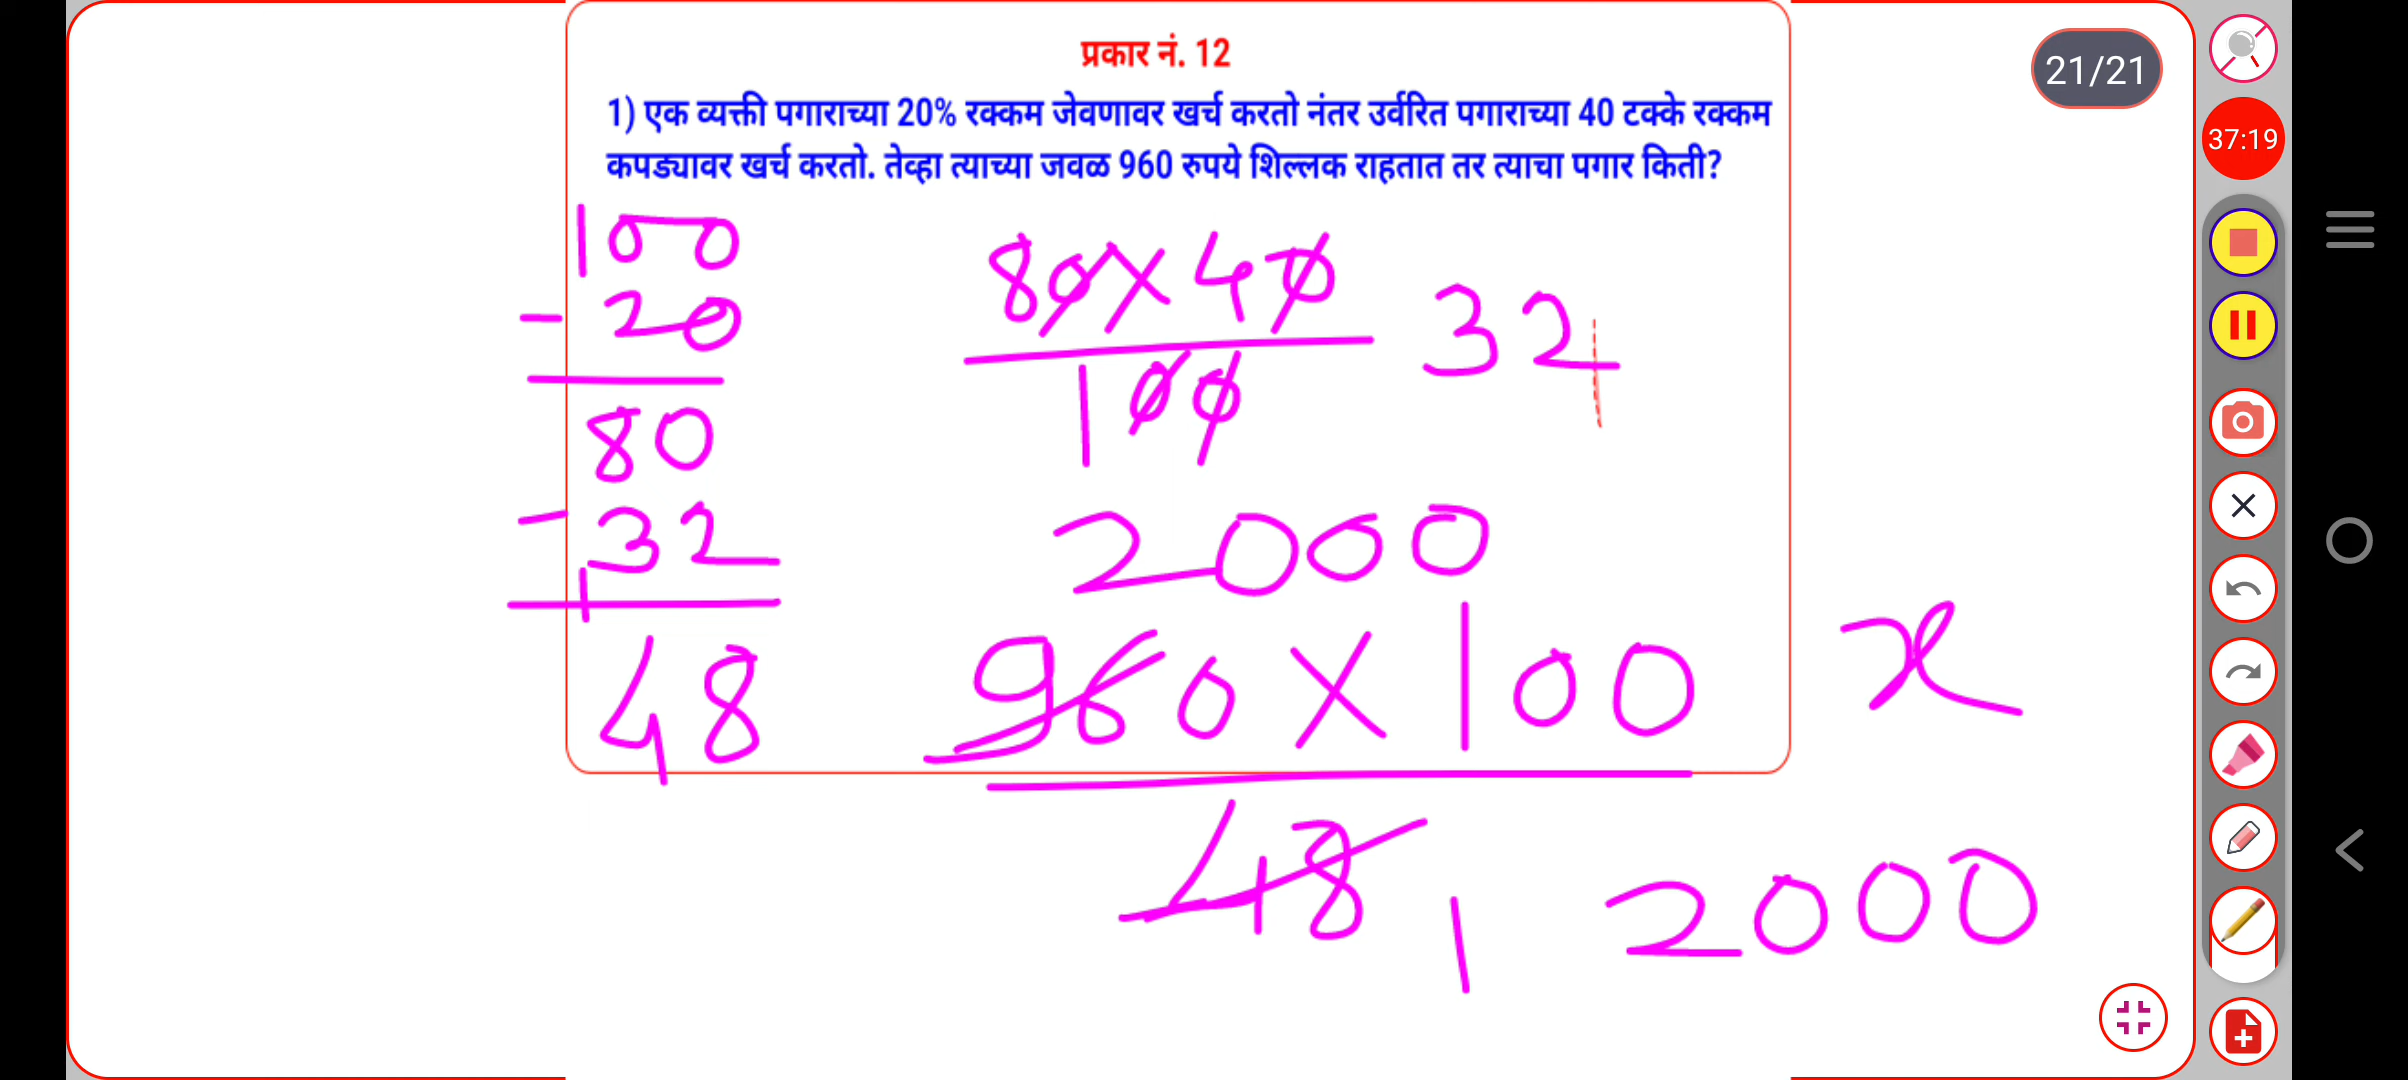 प्रकार नं. 12
21/21
1) एक व्यक्ती पगाराच्या 20% रक्कम जेवणावर खर्च करतो नंतर उर्वरित पगाराच्या 40 टक्के रक्कम
कपड्यावर खर्च करतो. तेव्हा त्याच्या जवळ 960 रुपये शिल्लक राहतात तर त्याचा पगार किती?
37:19
100
- 20
80
- 32
48
80 x 40
100
32
2000
960 x 100
48
1
x
2000